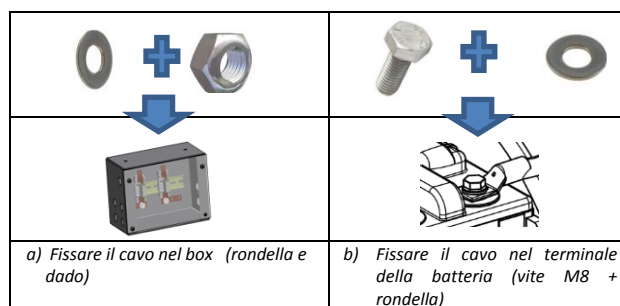 a) Fissare il cavo nel box (rondella e
dado)
b) Fissare il cavo nel terminale
della batteria (vite M8 +
rondella)